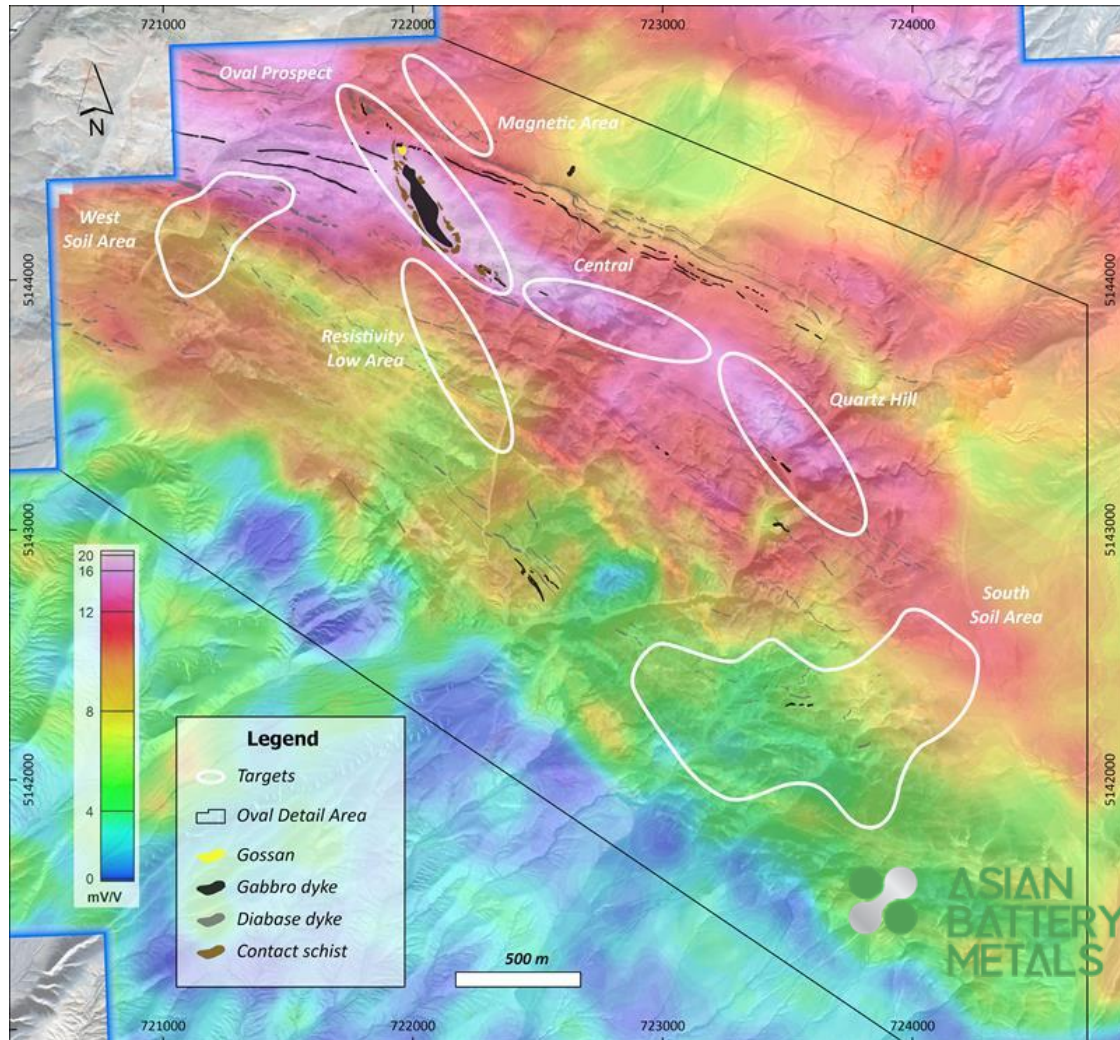 721000
722000
723000
724000
Oval Prospect
Magnetic Area
N
West
Soil Area
Central
5144000
5144000
Resistivity
Low Area
Quartz Hill
5143000
5143000
20
16
12
8
4
0
mV/V
South
Soil Area
Legend
Targets
Oval Detail Area
Gossan
Gabbro dyke
Diabase dyke
Contact schist
5142000
5142000
500 m
ASIAN
BATTERY
METALS
721000
722000
723000
724000